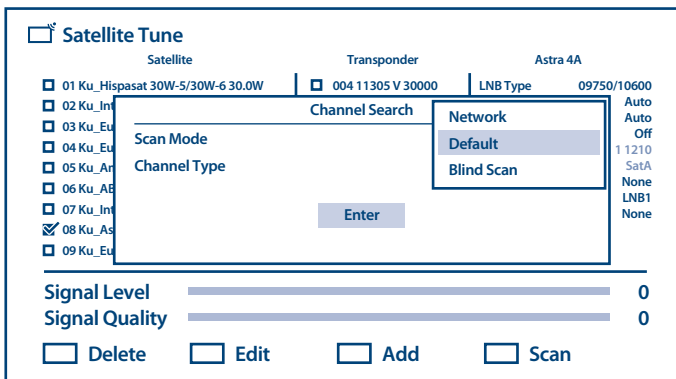 Satellite Tune
Satellite Transponder Astra 4A
01 Ku_Hispasat 30W-5/30W-6 30.0W 004 11305 V 30000 LNB Type 09750/10600
02 Ku_Int Auto
03 Ku_Eu Auto
04 Ku_Eu Off
05 Ku_An 1 1210
06 Ku_AB SatA
07 Ku_Int None
08 Ku_As LNB1
09 Ku_Eu None
Channel Search
Scan Mode
Channel Type
Network
Default
Blind Scan
Enter
Signal Level 0
Signal Quality 0
Delete Edit Add Scan